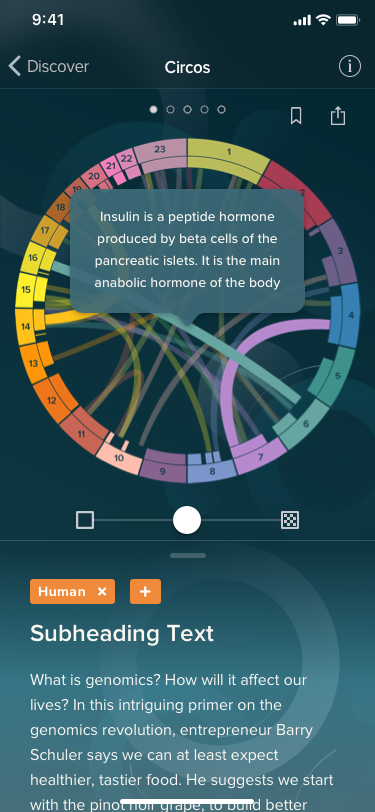 9:41
Discover
Circos
23
1
22
21
20
19
2
18
3
17
16
15
4
14
13
5
12
6
11
10
9
8
7
Insulin is a peptide hormone
produced by beta cells of the
pancreatic islets. It is the main
anabolic hormone of the body
Human ×
+
Subheading Text
What is genomics? How will it affect our
lives? In this intriguing primer on the
genomics revolution, entrepreneur Barry
Schuler says we can at least expect
healthier, tastier food. He suggests we start
with the pinot noir grape, to build better